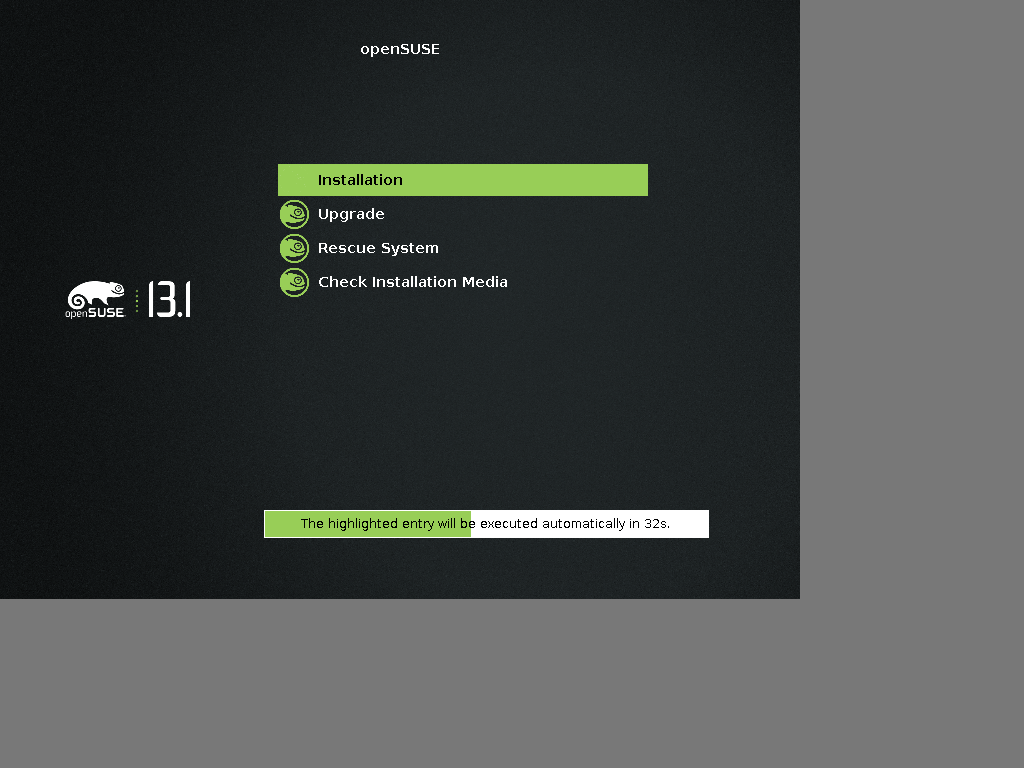 openSUSE
Installation
Upgrade
Rescue System
Check Installation Media
openSUSE 13.1
The highlighted entry will be executed automatically in 32s.